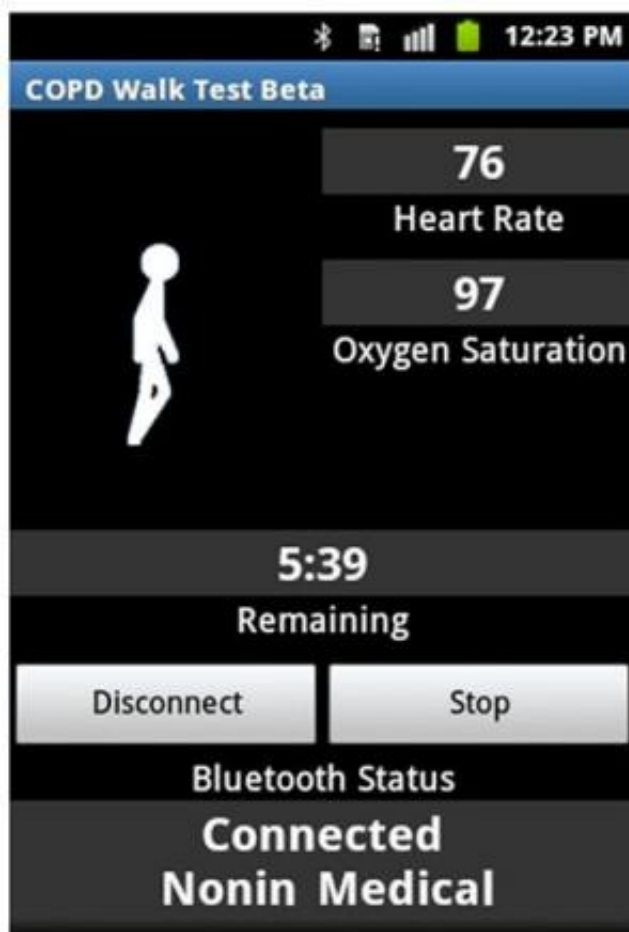 12:23 PM
COPD Walk Test Beta
76
Heart Rate
97
Oxygen Saturation
5:39
Remaining
Disconnect
Stop
Bluetooth Status
Connected
Nonin Medical